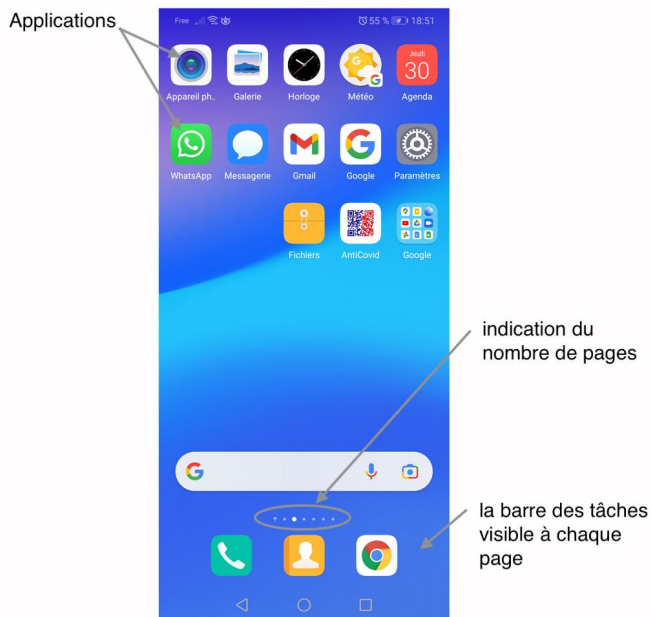 Applications
Free 55 % 18:51
Jeudi
30
Appareil ph.. Galerie Horloge Météo Agenda
WhatsApp Messagerie Gmail Google Paramètres
Fichiers AntiCovid Google
indication du
nombre de pages
la barre des tâches
visible à chaque
page